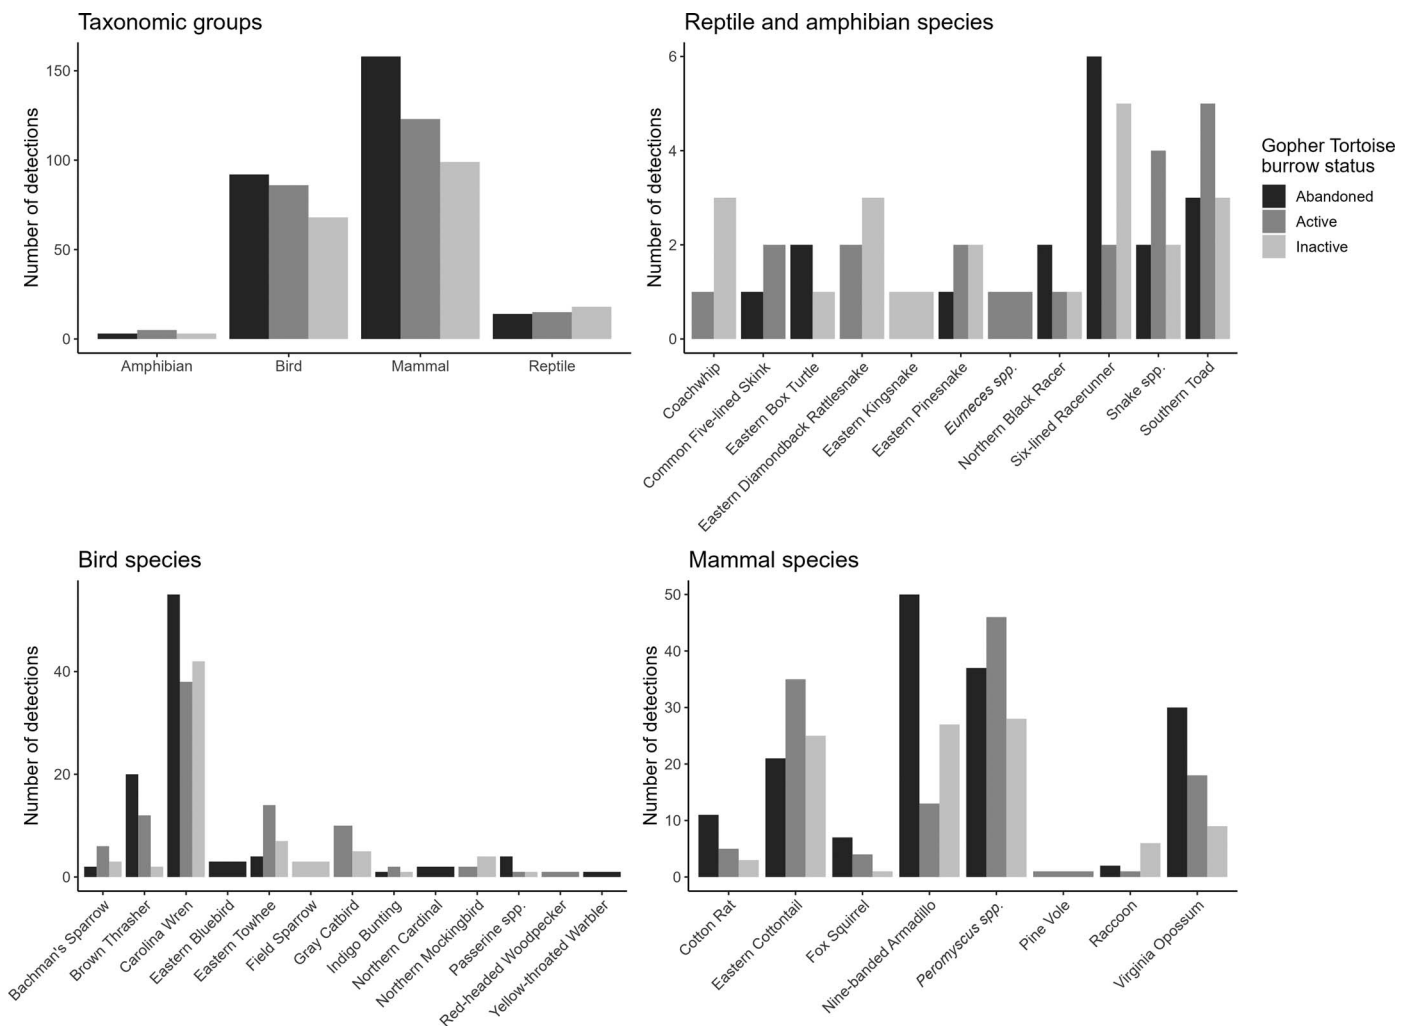 Taxonomic groups
Number of detections
150
100
50
0
Amphibian
Bird
Mammal
Reptile
Reptile and amphibian species
Number of detections
6
4
2
0
Coachwhip
Common Five-lined Skink
Eastern Box Turtle
Eastern Diamondback Rattlesnake
Eastern Kingsnake
Eastern Pinesnake
Eumeces spp.
Northern Black Racer
Six-lined Racerunner
Snake spp.
Southern Toad
Gopher Tortoise
burrow status
Abandoned
Active
Inactive
Bird species
Number of detections
40
20
0
Bachman's Sparrow
Brown Thrasher
Carolina Wren
Eastern Bluebird
Eastern Towhee
Field Sparrow
Gray Catbird
Indigo Bunting
Northern Cardinal
Northern Mockingbird
Passerine spp.
Red-headed Woodpecker
Yellow-throated Warbler
Mammal species
Number of detections
50
40
30
20
10
0
Cotton Rat
Eastern Cottontail
Fox Squirrel
Nine-banded Armadillo
Peromyscus spp.
Pine Vole
Raccoon
Virginia Opossum